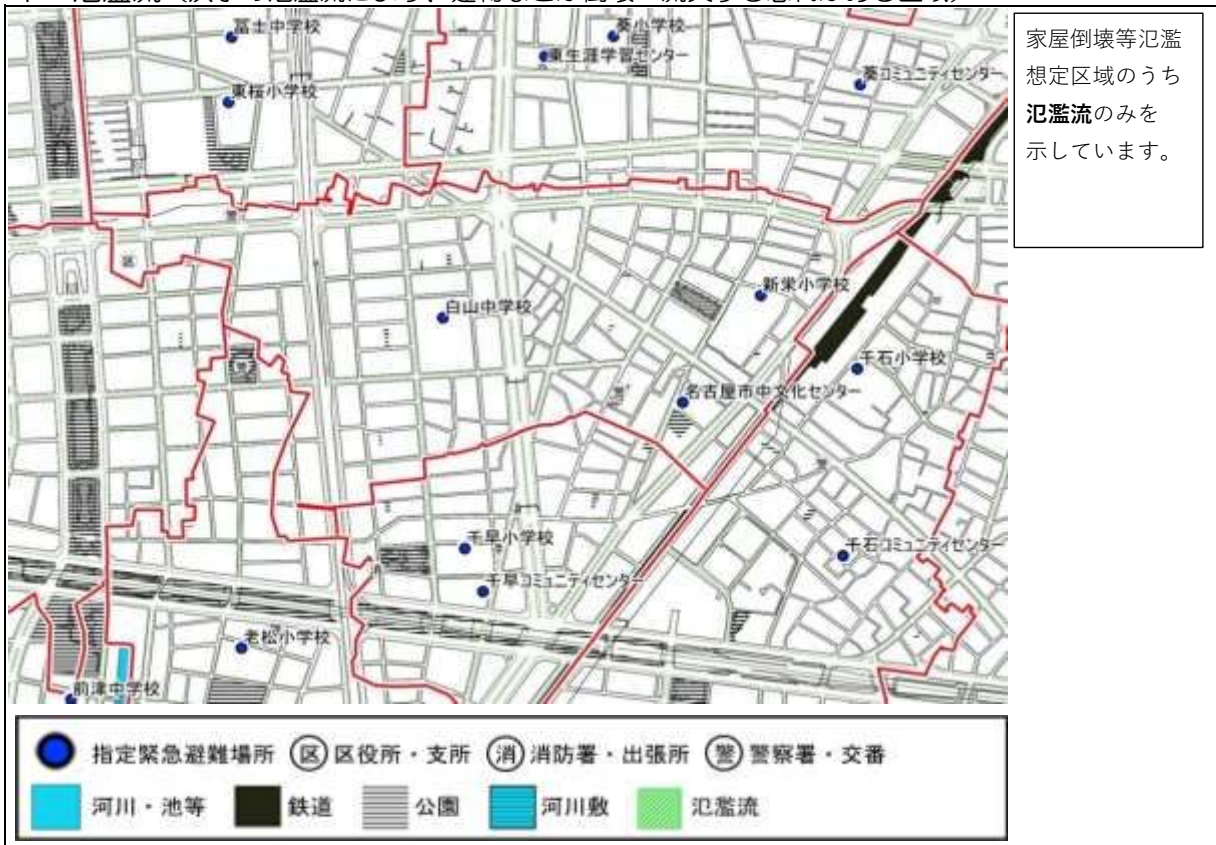 富士中学校
葵小学校
東生涯学習センター
葵コミュニティセンター
東桜小学校
新栄小学校
白山中学校
千石小学校
名古屋市中文化センター
千早小学校
千石コミュニティセンター
千早コミュニティセンター
老松小学校
前津中学校
家屋倒壊等氾濫
想定区域のうち
氾濫流のみを
示しています。
指定緊急避難場所 区 区役所・支所 消 消防署・出張所 警 警察署・交番
河川・池等 鉄道 公園 河川敷 氾濫流